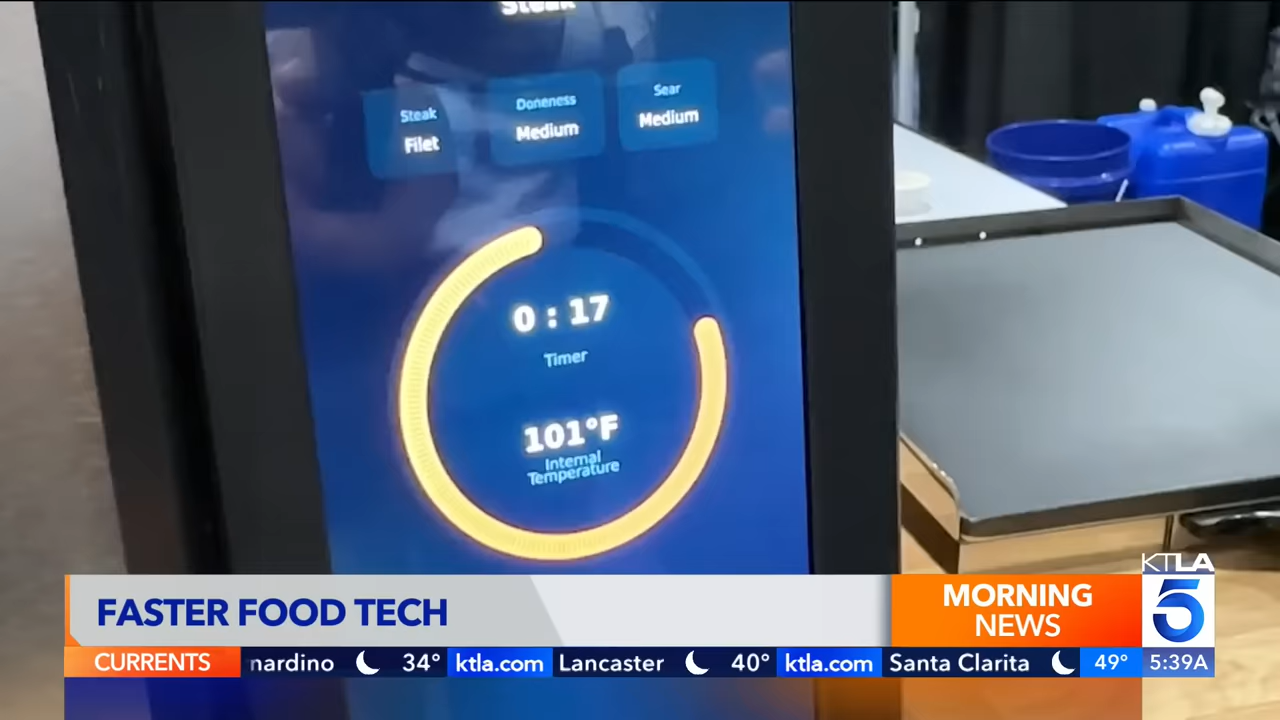 Steak
Steak
Filet
Doneness
Medium
Sear
Medium
0 : 17
Timer
101°F
Internal
Temperature
FASTER FOOD TECH
MORNING
NEWS
KTLA
5
CURRENTS nardino 34° ktla.com Lancaster 40° ktla.com Santa Clarita 49° 5:39A